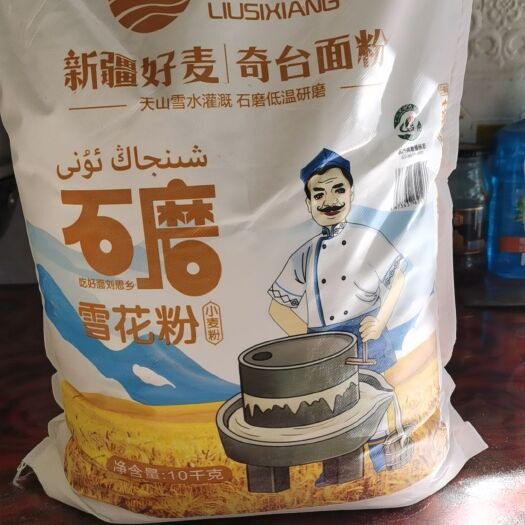 LIUSIXIANG
新疆好麦|奇台面粉
天山雪水灌溉 石磨低温研磨
شىنجاڭ ئۇنى
石磨
吃好面刘思乡
雪花粉
小麦粉
净含量:10千克